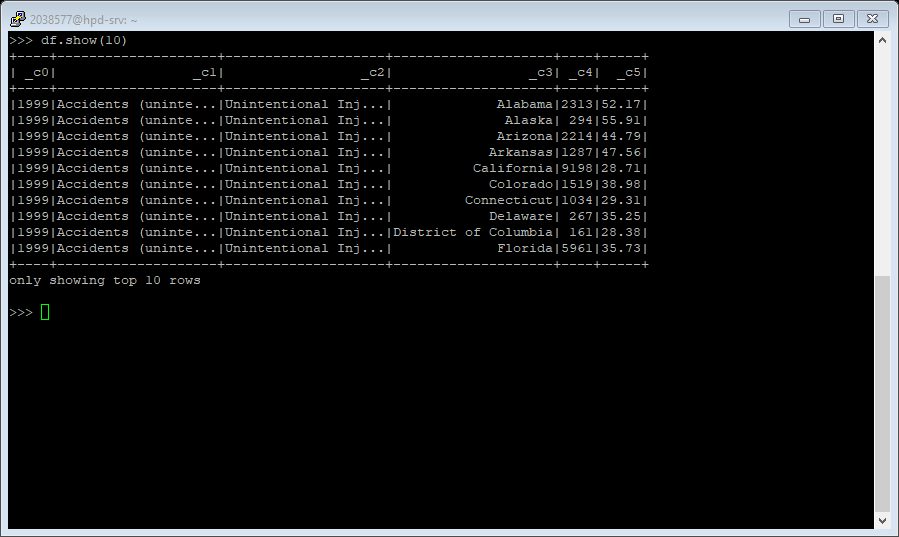 2038577@hpd-srv: ~
>>> df.show(10)
+----+--------------------+--------------------+--------------------+----+-----+
| _c0|                 _c1|                 _c2|                 _c3| _c4|  _c5|
+----+--------------------+--------------------+--------------------+----+-----+
|1999|Accidents (uninte...|Unintentional Inj...|             Alabama|2313|52.17|
|1999|Accidents (uninte...|Unintentional Inj...|              Alaska| 294|55.91|
|1999|Accidents (uninte...|Unintentional Inj...|             Arizona|2214|44.79|
|1999|Accidents (uninte...|Unintentional Inj...|            Arkansas|1287|47.56|
|1999|Accidents (uninte...|Unintentional Inj...|          California|9198|28.71|
|1999|Accidents (uninte...|Unintentional Inj...|            Colorado|1519|38.98|
|1999|Accidents (uninte...|Unintentional Inj...|         Connecticut|1034|29.31|
|1999|Accidents (uninte...|Unintentional Inj...|            Delaware| 267|35.25|
|1999|Accidents (uninte...|Unintentional Inj...|District of Columbia| 161|28.38|
|1999|Accidents (uninte...|Unintentional Inj...|             Florida|5961|35.73|
+----+--------------------+--------------------+--------------------+----+-----+
only showing top 10 rows
>>>